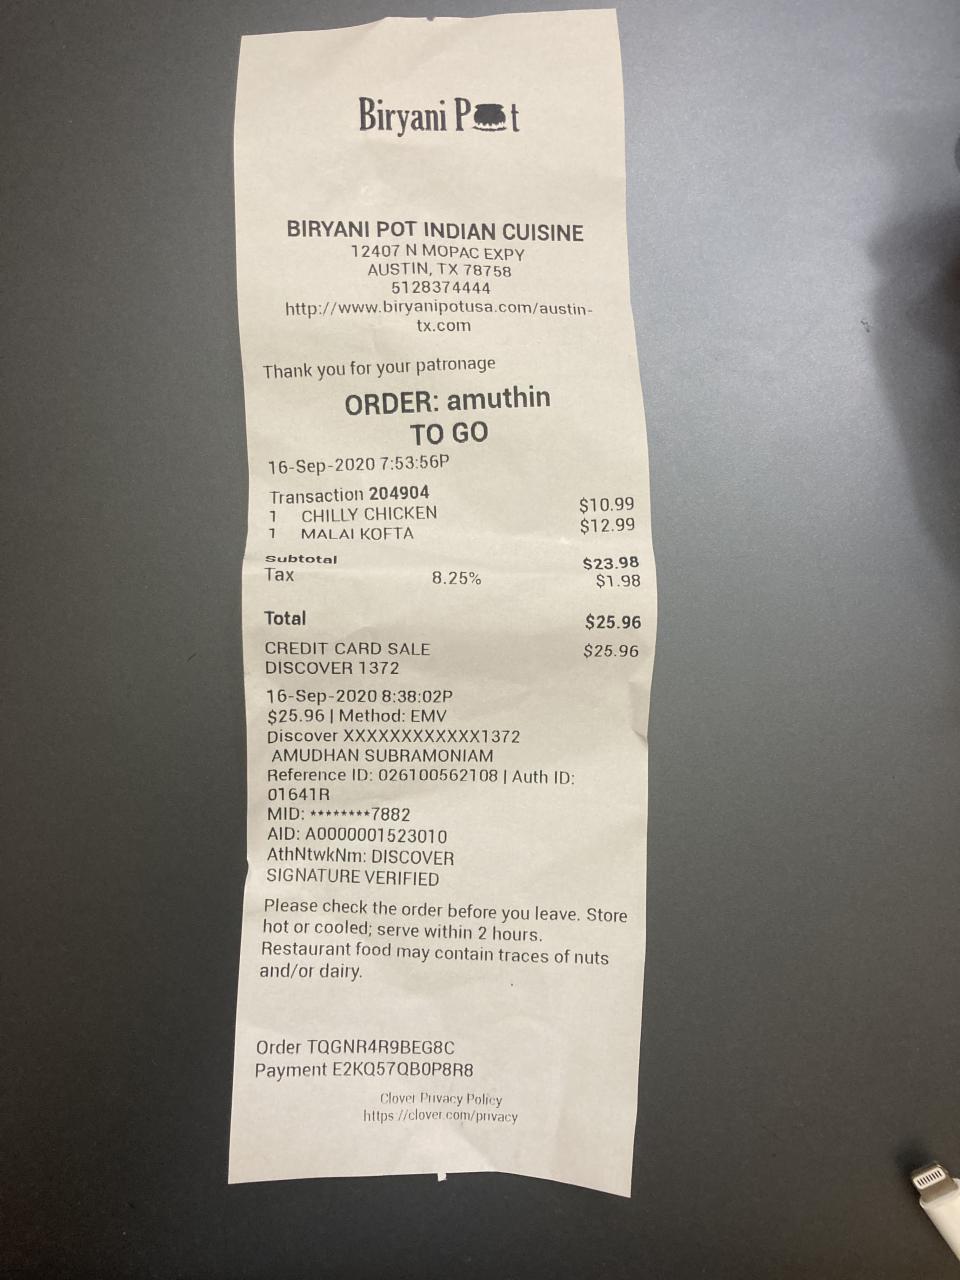 Biryani Pot
BIRYANI POT INDIAN CUISINE
12407 N MOPAC EXPY
AUSTIN, TX 78758
5128374444
http://www.biryanipotusa.com/austin-
tx.com
Thank you for your patronage
ORDER: amuthin
TO GO
16-Sep-2020 7:53:56P
Transaction 204904
1 CHILLY CHICKEN $10.99
1 MALAI KOFTA $12.99
Subtotal $23.98
Tax 8.25% $1.98
Total $25.96
CREDIT CARD SALE $25.96
DISCOVER 1372
16-Sep-2020 8:38:02P
$25.96 | Method: EMV
Discover XXXXXXXXXXXX1372
AMUDHAN SUBRAMONIAM
Reference ID: 026100562108 | Auth ID:
01641R
MID: ********7882
AID: A0000001523010
AthNtwkNm: DISCOVER
SIGNATURE VERIFIED
Please check the order before you leave. Store
hot or cooled; serve within 2 hours.
Restaurant food may contain traces of nuts
and/or dairy.
Order TQGNR4R9BEG8C
Payment E2KQ57QB0P8R8
Clover Privacy Policy
https://clover.com/privacy